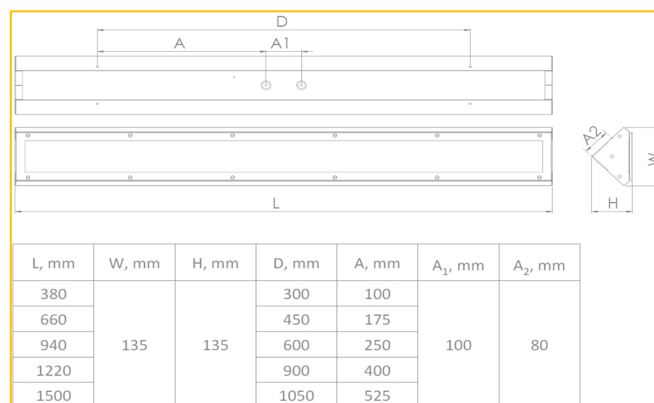 D
A A1
A2
W
H
L
L, mm W, mm H, mm D, mm A, mm A₁, mm A₂, mm
380 300 100
660 450 175
940 135 135 600 250 100 80
1220 900 400
1500 1050 525